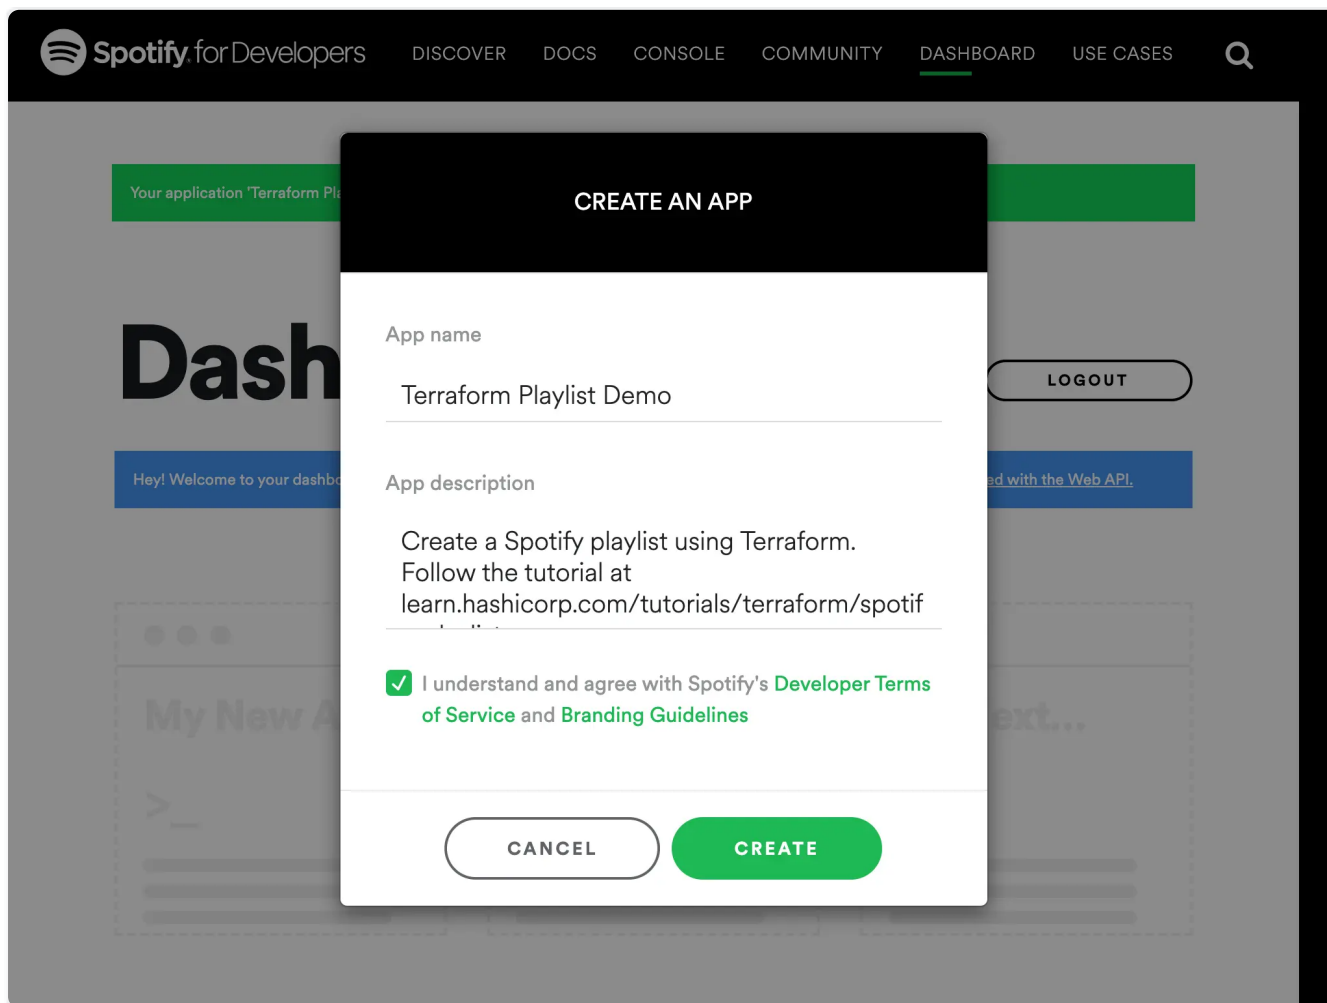 Spotify for Developers
DISCOVER
DOCS
CONSOLE
COMMUNITY
DASHBOARD
USE CASES
Your application 'Terraform
CREATE AN APP
App name
Terraform Playlist Demo
Dash
LOGOUT
Hey! Welcome to your
with the Web API.
App description
Create a Spotify playlist using Terraform.
Follow the tutorial at
learn.hashicorp.com/tutorials/terraform/spotif
I understand and agree with Spotify's Developer Terms
of Service and Branding Guidelines
My New
>_
CANCEL
CREATE